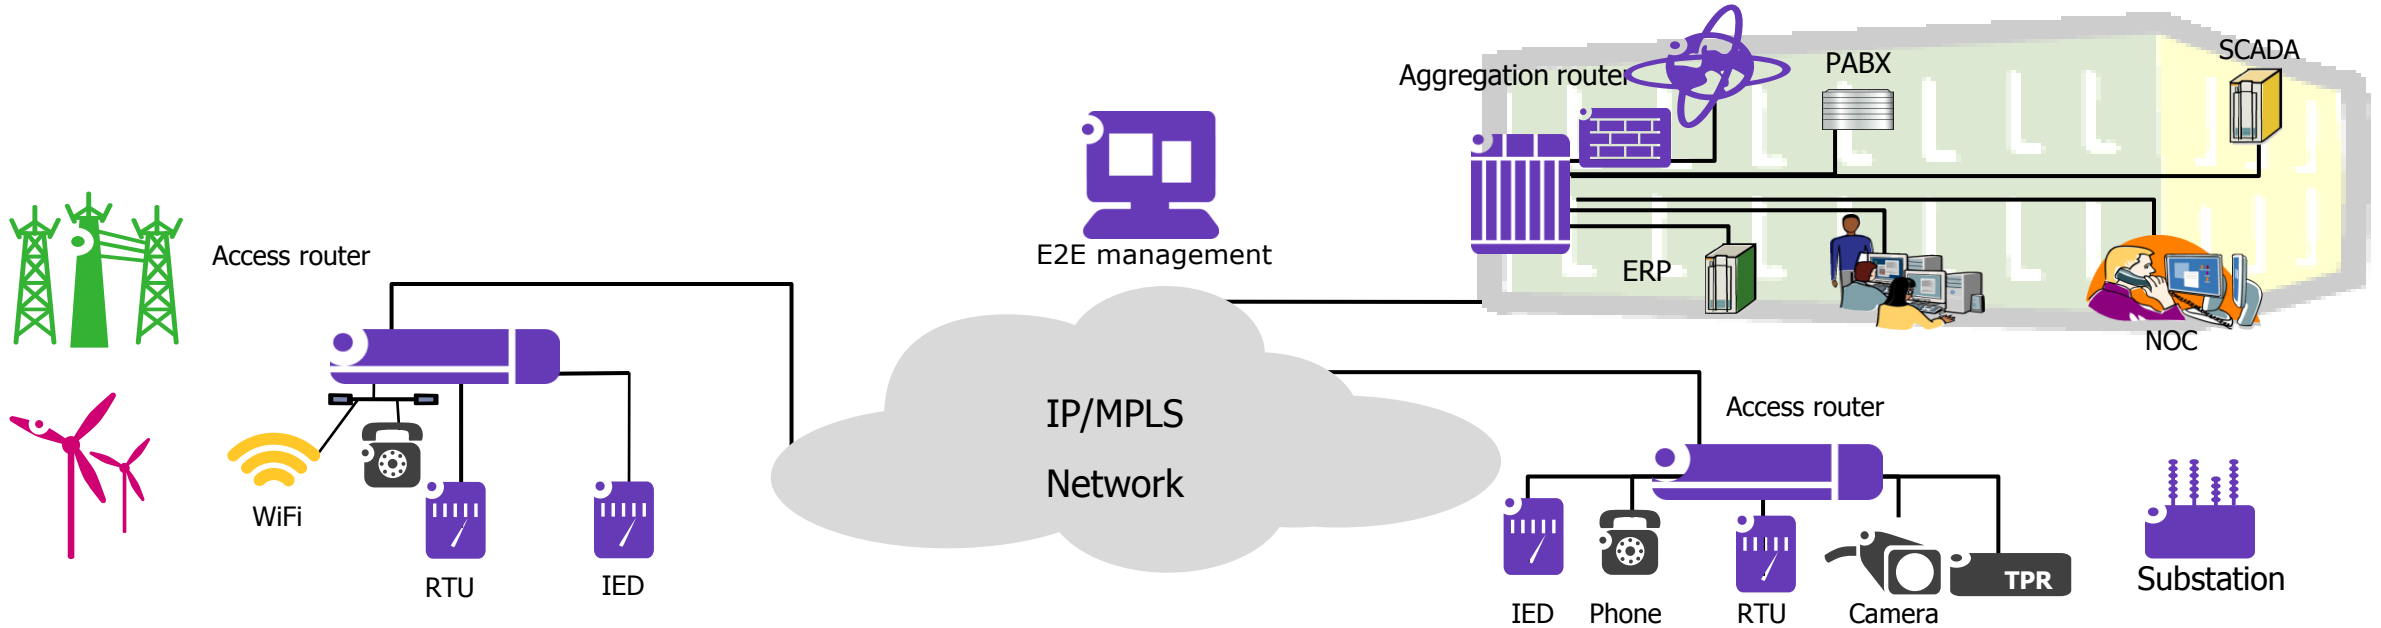 Aggregation router
PABX
SCADA
Access router
E2E management
ERP
NOC
IP/MPLS
Network
Access router
WiFi
RTU
IED
TPR
Substation
IED
Phone
RTU
Camera